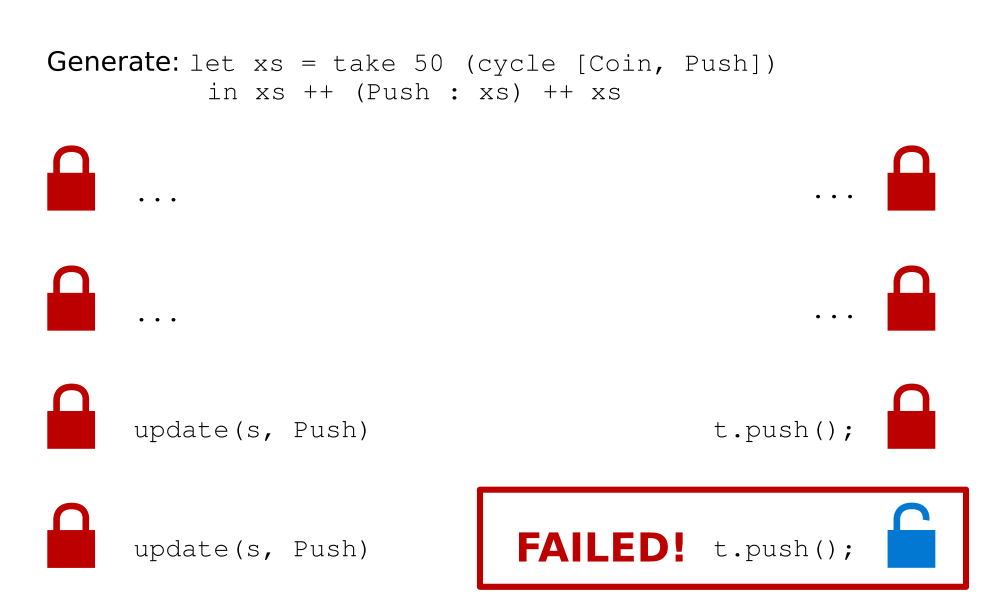 Generate: let xs = take 50 (cycle [Coin, Push])
in xs ++ (Push : xs) ++ xs
... ...
... ...
update(s, Push) t.push();
update(s, Push) FAILED! t.push();